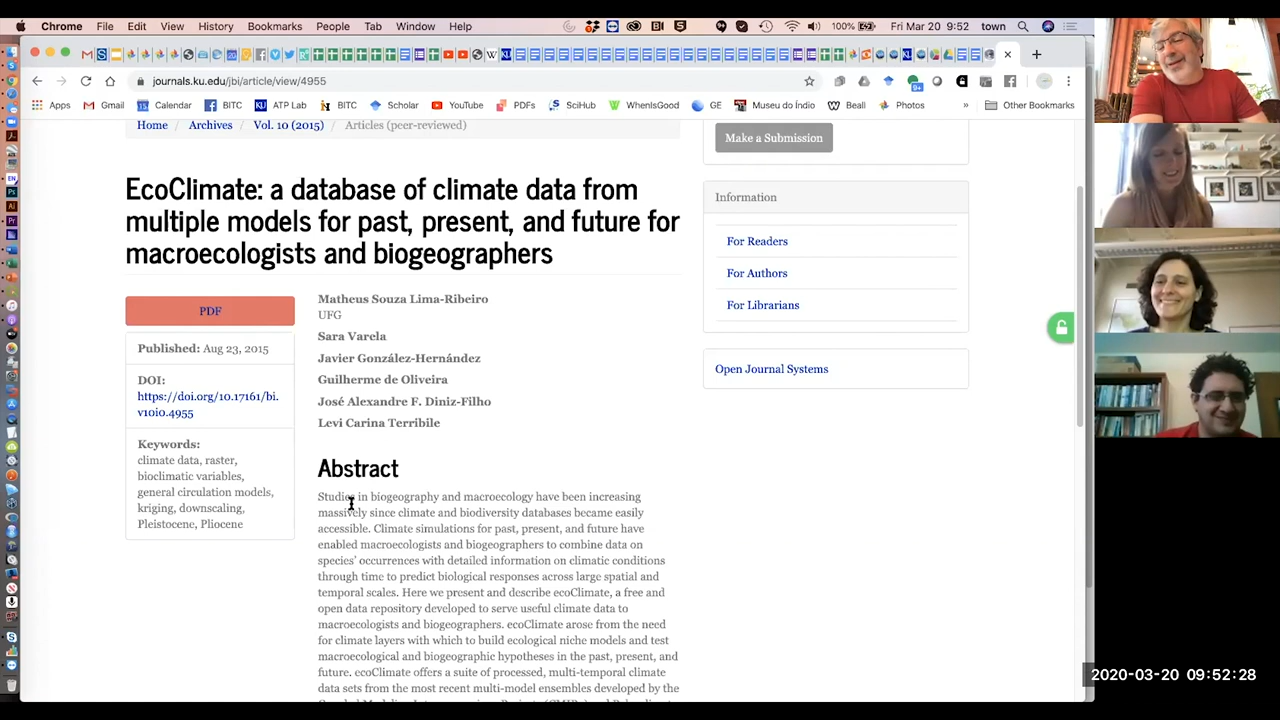 Chrome File Edit View History Bookmarks People Tab Window Help 100% Fri Mar 20 9:52 town
journals.ku.edu/jbi/article/view/4955
Apps Gmail Calendar BITC ATP Lab BITC Scholar YouTube PDFs SciHub WhenIsGood GE Museu do Índio Beall Photos » Other Bookmarks
Home / Archives / Vol. 10 (2015) / Articles (peer-reviewed)
Make a Submission
EcoClimate: a database of climate data from
multiple models for past, present, and future for
macroecologists and biogeographers
Information
For Readers
For Authors
For Librarians
Open Journal Systems
PDF
Published: Aug 23, 2015
DOI:
https://doi.org/10.17161/bi.
v10i0.4955
Keywords:
climate data, raster,
bioclimatic variables,
general circulation models,
kriging, downscaling,
Pleistocene, Pliocene
Matheus Souza Lima-Ribeiro
UFG
Sara Varela
Javier González-Hernández
Guilherme de Oliveira
José Alexandre F. Diniz-Filho
Levi Carina Terribile
Abstract
Studies in biogeography and macroecology have been increasing
massively since climate and biodiversity databases became easily
accessible. Climate simulations for past, present, and future have
enabled macroecologists and biogeographers to combine data on
species' occurrences with detailed information on climatic conditions
through time to predict biological responses across large spatial and
temporal scales. Here we present and describe ecoClimate, a free and
open data repository developed to serve useful climate data to
macroecologists and biogeographers. ecoClimate arose from the need
for climate layers with which to build ecological niche models and test
macroecological and biogeographic hypotheses in the past, present, and
future. ecoClimate offers a suite of processed, multi-temporal climate
data sets from the most recent multi-model ensembles developed by the
2020-03-20 09:52:28